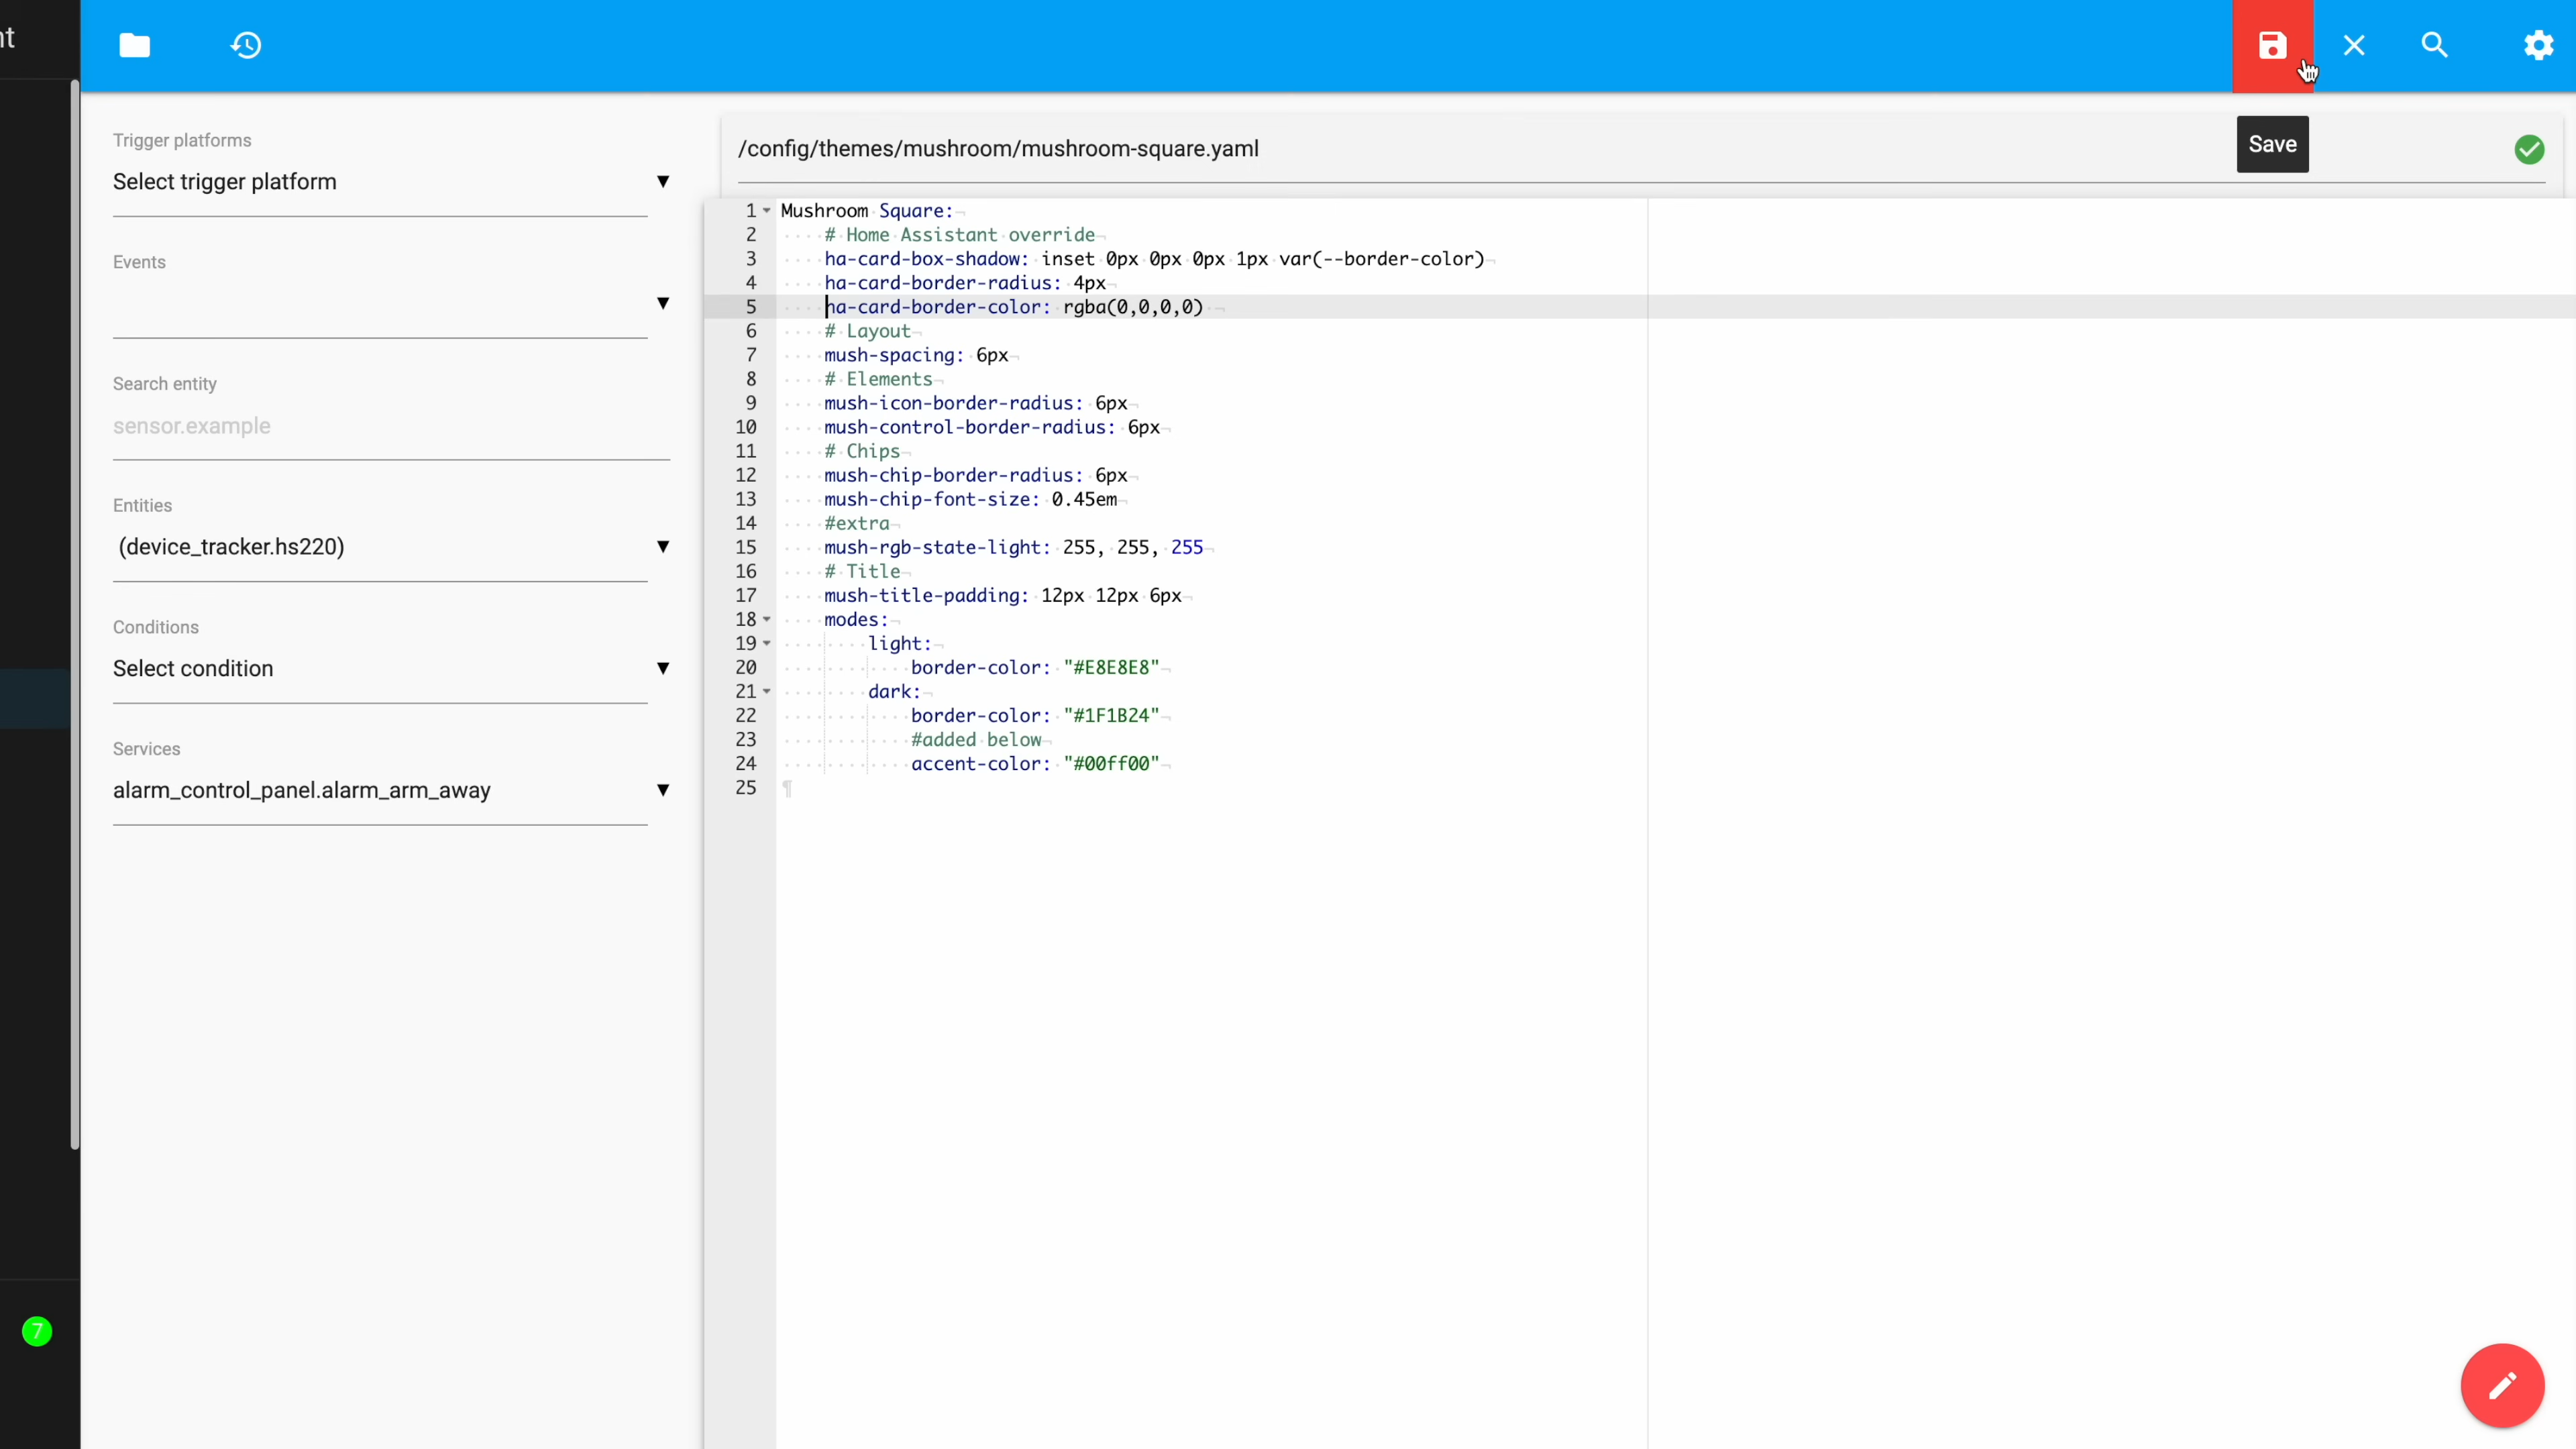 nt
Save
Trigger platforms
Select trigger platform
Events
Search entity
sensor.example
Entities
(device_tracker.hs220)
Conditions
Select condition
Services
alarm_control_panel.alarm_arm_away
7
/config/themes/mushroom/mushroom-square.yaml
1 Mushroom Square:
2 # Home Assistant override
3 ha-card-box-shadow: inset 0px 0px 0px 1px var(--border-color)
4 ha-card-border-radius: 4px
5 ha-card-border-color: rgba(0,0,0,0)
6 # Layout
7 mush-spacing: 6px
8 # Elements
9 mush-icon-border-radius: 6px
10 mush-control-border-radius: 6px
11 # Chips
12 mush-chip-border-radius: 6px
13 mush-chip-font-size: 0.45em
14 #extra
15 mush-rgb-state-light: 255, 255, 255
16 # Title
17 mush-title-padding: 12px 12px 6px
18 modes:
19 light:
20 border-color: "#E8E8E8"
21 dark:
22 border-color: "#1F1B24"
23 #added below
24 accent-color: "#00ff00"
25